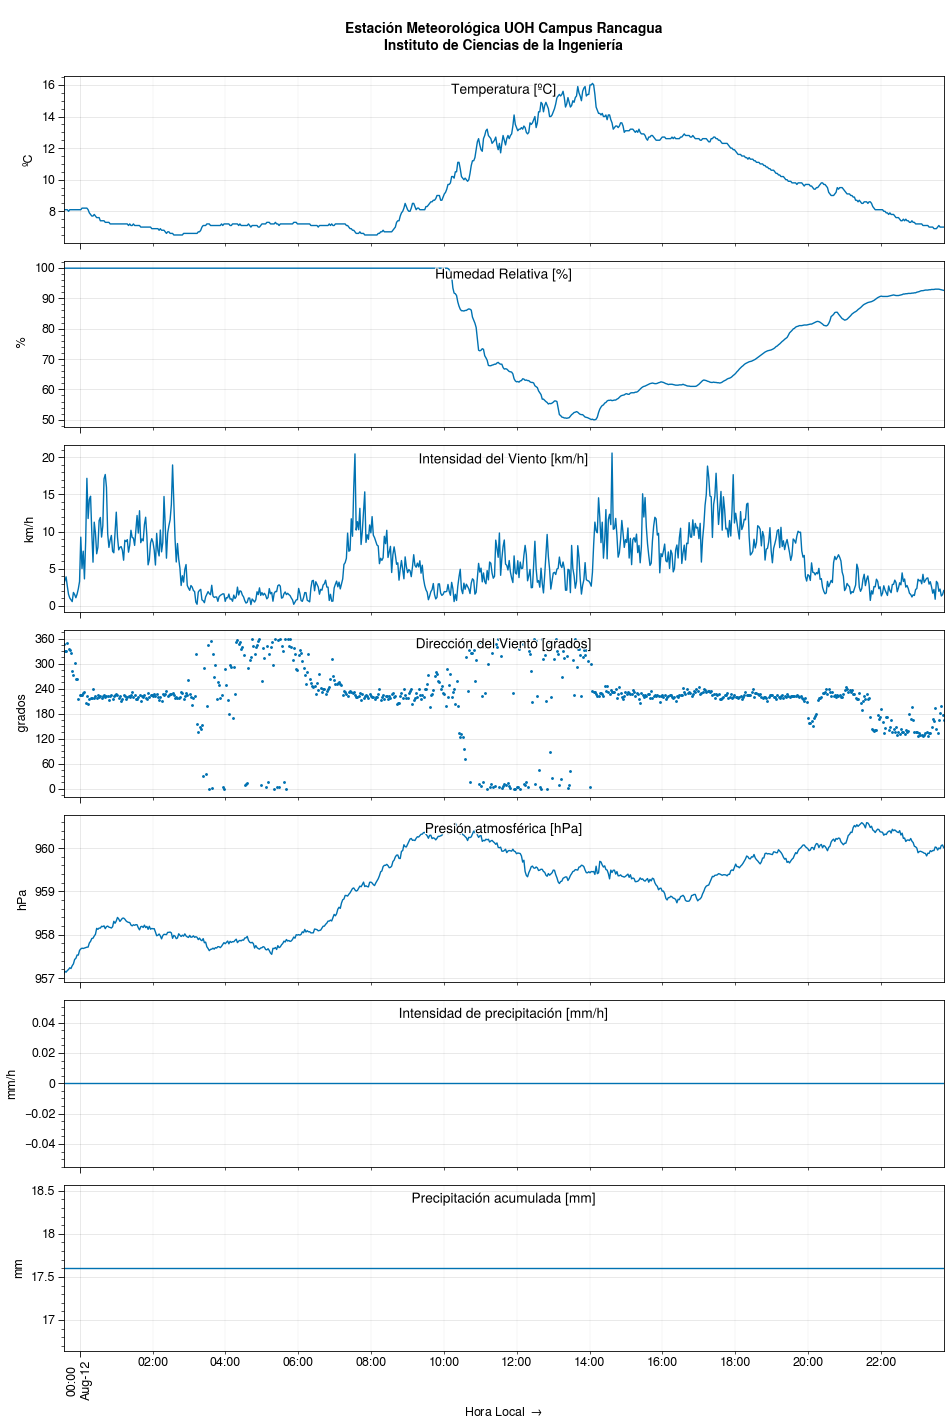 Estación Meteorológica UOH Campus Rancagua
Instituto de Ciencias de la Ingeniería
Temperatura [ºC]
ºC
16
14
12
10
8
Humedad Relativa [%]
%
100
90
80
70
60
50
Intensidad del Viento [km/h]
km/h
20
15
10
5
0
Dirección del Viento [grados]
grados
360
300
240
180
120
60
0
Presión atmosférica [hPa]
hPa
960
959
958
957
Intensidad de precipitación [mm/h]
mm/h
0.04
0.02
0
−0.02
−0.04
Precipitación acumulada [mm]
mm
18.5
18
17.5
17
00:00
Aug-12
02:00
04:00
06:00
08:00
10:00
12:00
14:00
16:00
18:00
20:00
22:00
Hora Local →